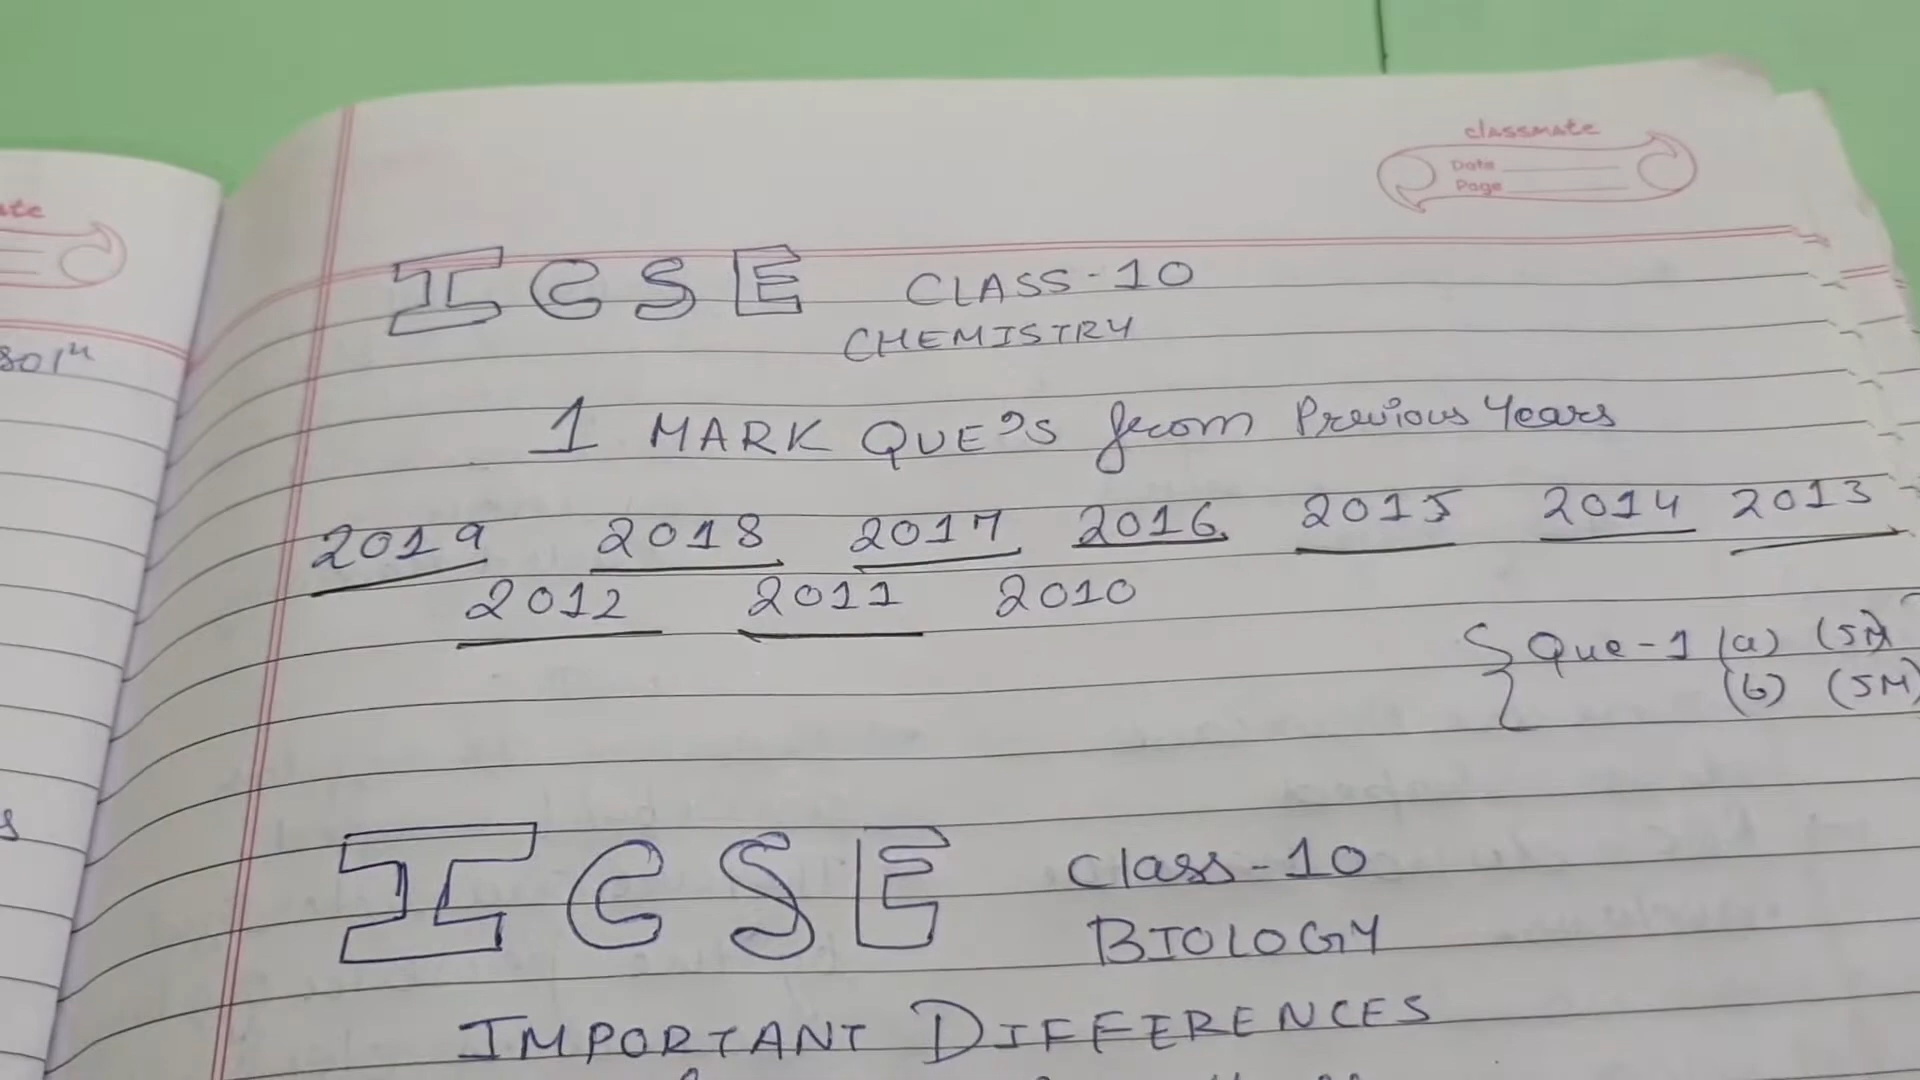 classmate
Date
Page
ICSE CLASS-10
CHEMISTRY
1 MARK QUE'S from Previous Years
2019 2018 2017 2016 2015 2014 2013
2012 2011 2010
Que-1 (a) (5M)
(b) (5M)
ICSE Class-10
BIOLOGY
IMPORTANT DIFFERENCES